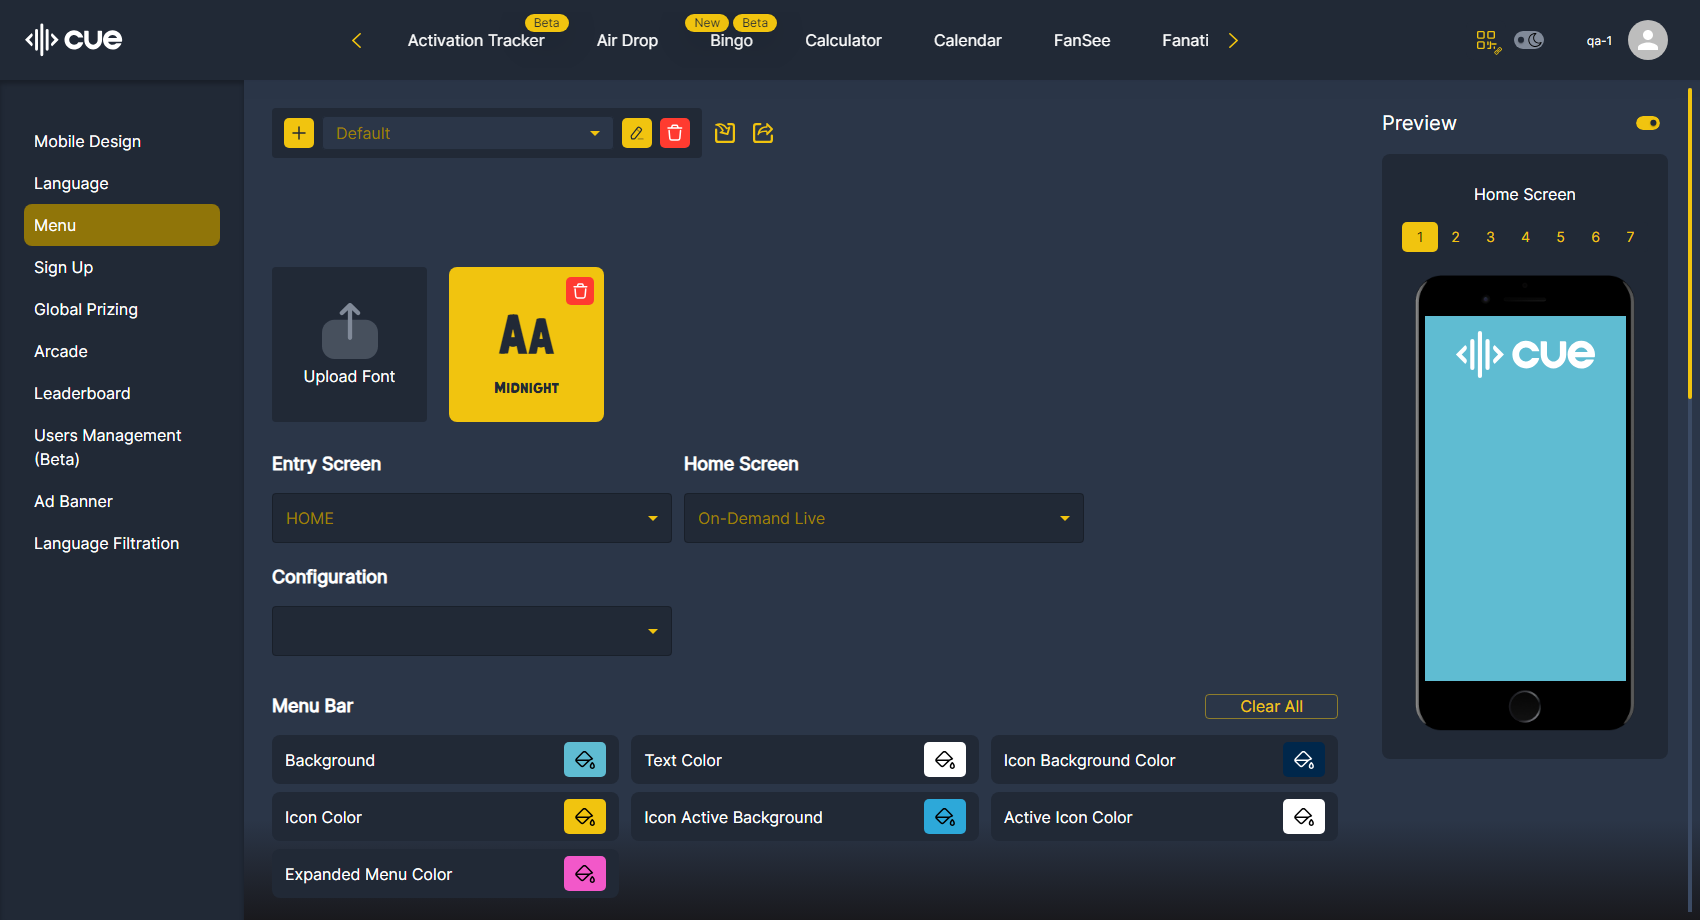 cue
Activation Tracker
Beta
Air Drop
Bingo
New
Beta
Calculator
Calendar
FanSee
Fanati
qa-1
Mobile Design
Language
Menu
Sign Up
Global Prizing
Arcade
Leaderboard
Users Management
(Beta)
Ad Banner
Language Filtration
Default
Upload Font
AA
MIDNIGHT
Entry Screen
HOME
Home Screen
On-Demand Live
Configuration
Menu Bar
Clear All
Background
Text Color
Icon Background Color
Icon Color
Icon Active Background
Active Icon Color
Expanded Menu Color
Preview
Home Screen
1 2 3 4 5 6 7
cue